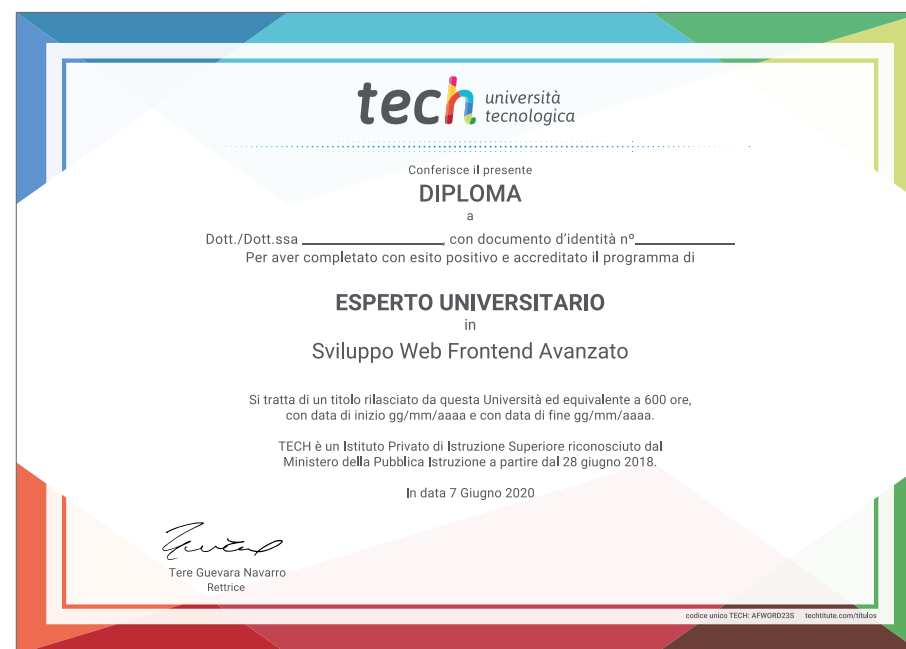 tech università
tecnologica
Conferisce il presente
DIPLOMA
a
Dott./Dott.ssa ____________________, con documento d'identità nº______________
Per aver completato con esito positivo e accreditato il programma di
ESPERTO UNIVERSITARIO
in
Sviluppo Web Frontend Avanzato
Si tratta di un titolo rilasciato da questa Università ed equivalente a 600 ore,
con data di inizio gg/mm/aaaa e con data di fine gg/mm/aaaa.
TECH è un Istituto Privato di Istruzione Superiore riconosciuto dal
Ministero della Pubblica Istruzione a partire dal 28 giugno 2018.
In data 7 Giugno 2020
Tere Guevara Navarro
Rettrice
codice unico TECH: AFWORD23S techtitute.com/titulos